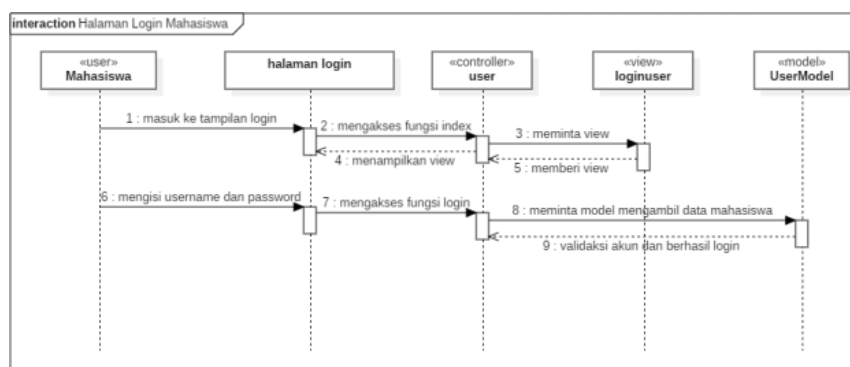 interaction Halaman Login Mahasiswa
«user»
Mahasiswa
halaman login
«controller»
user
«view»
loginuser
«model»
UserModel
1 : masuk ke tampilan login
2 : mengakses fungsi index
3 : meminta view
4 : menampilkan view
5 : memberi view
6 : mengisi username dan password
7 : mengakses fungsi login
8 : meminta model mengambil data mahasiswa
9 : validaksi akun dan berhasil login